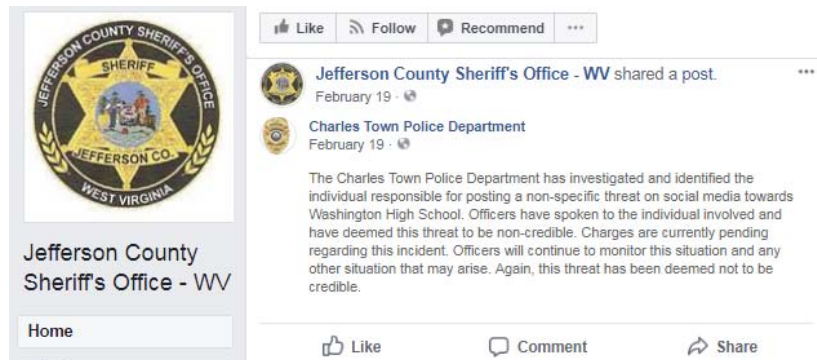 JEFFERSON COUNTY SHERIFF'S OFFICE
SHERIFF
JEFFERSON CO.
WEST VIRGINIA
Jefferson County
Sheriff's Office - WV
Home
Like Follow Recommend ...
Jefferson County Sheriff's Office - WV shared a post. ...
February 19 ·
Charles Town Police Department
February 19 ·
The Charles Town Police Department has investigated and identified the
individual responsible for posting a non-specific threat on social media towards
Washington High School. Officers have spoken to the individual involved and
have deemed this threat to be non-credible. Charges are currently pending
regarding this incident. Officers will continue to monitor this situation and any
other situation that may arise. Again, this threat has been deemed not to be
credible.
Like Comment Share